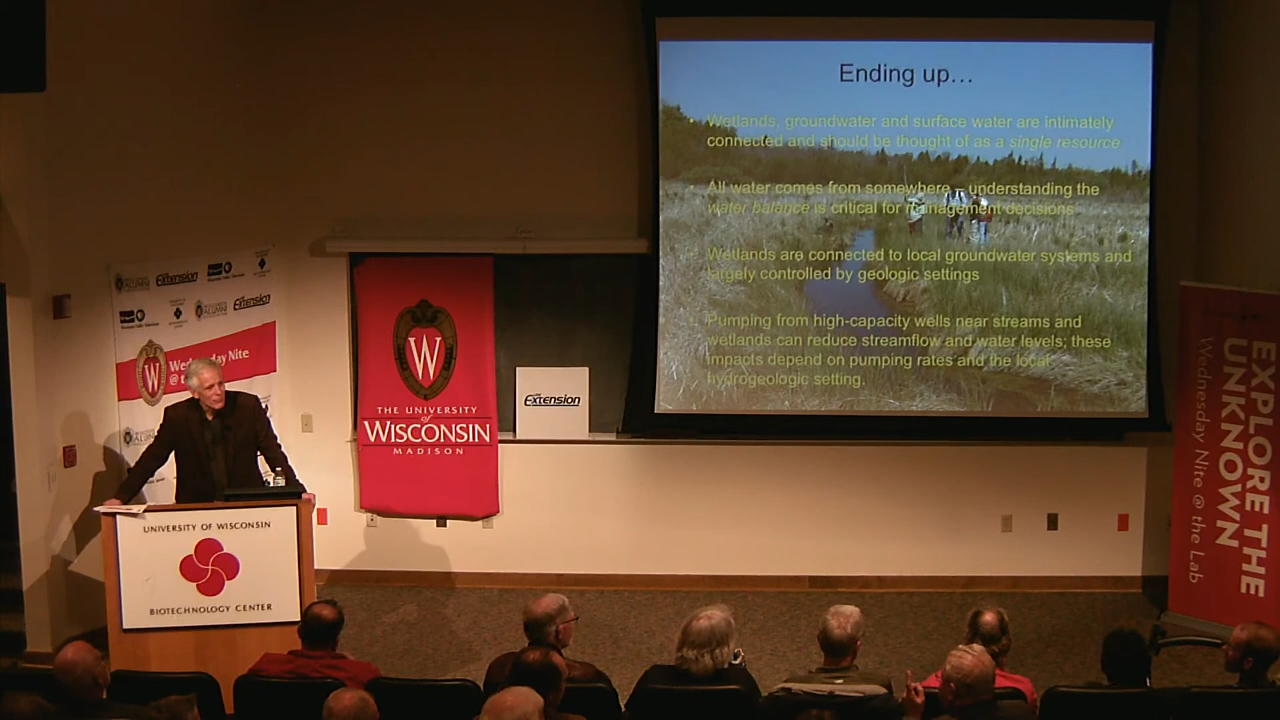 Ending up…
• Wetlands, groundwater and surface water are intimately
connected and should be thought of as a single resource
• All water comes from somewhere – understanding the
water balance is critical for management decisions
• Wetlands are connected to local groundwater systems and
largely controlled by geologic settings
• Pumping from high-capacity wells near streams and
wetlands can reduce streamflow and water levels; these
impacts depend on pumping rates and the local
hydrogeologic setting.
Extension
ALUMNI
Extension
Wednesday Nite
@
W
THE UNIVERSITY
of
WISCONSIN
MADISON
Extension
UNIVERSITY OF WISCONSIN
BIOTECHNOLOGY CENTER
EXPLORE THE
UNKNOWN
Wednesday Nite @ the Lab